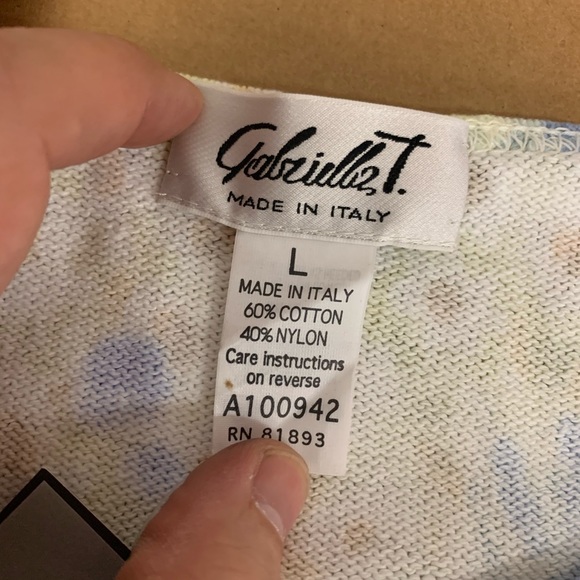 Gabrielle T.
MADE IN ITALY
L
MADE IN ITALY
60% COTTON
40% NYLON
Care instructions
on reverse
A100942
RN 81893